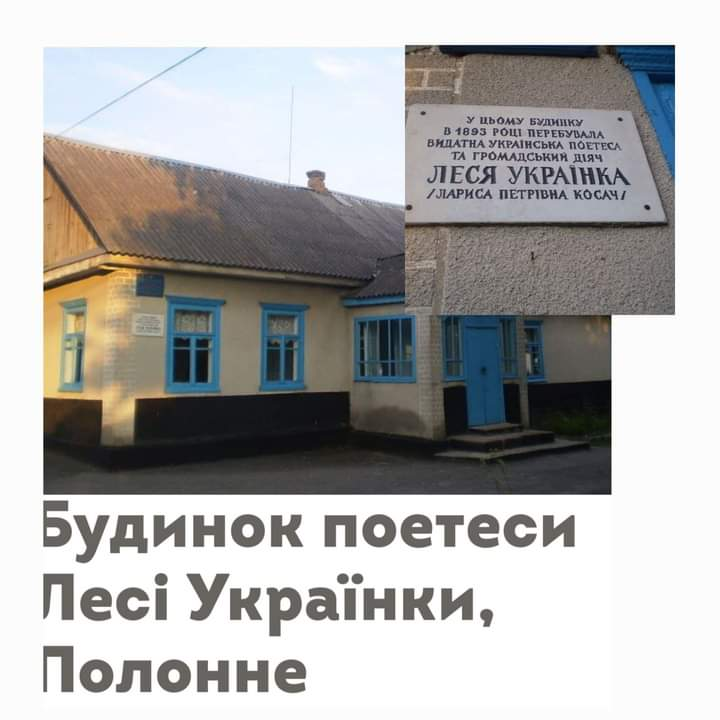 У ЦЬОМУ БУДИНКУ
В 1893 РОЦІ ПЕРЕБУВАЛА
ВИДАТНА УКРАЇНСЬКА ПОЕТЕСА
ТА ГРОМАДСЬКИЙ ДІЯЧ
ЛЕСЯ УКРАЇНКА
/ЛАРИСА ПЕТРІВНА КОСАЧ/
Будинок поетеси
Лесі Українки,
Полонне